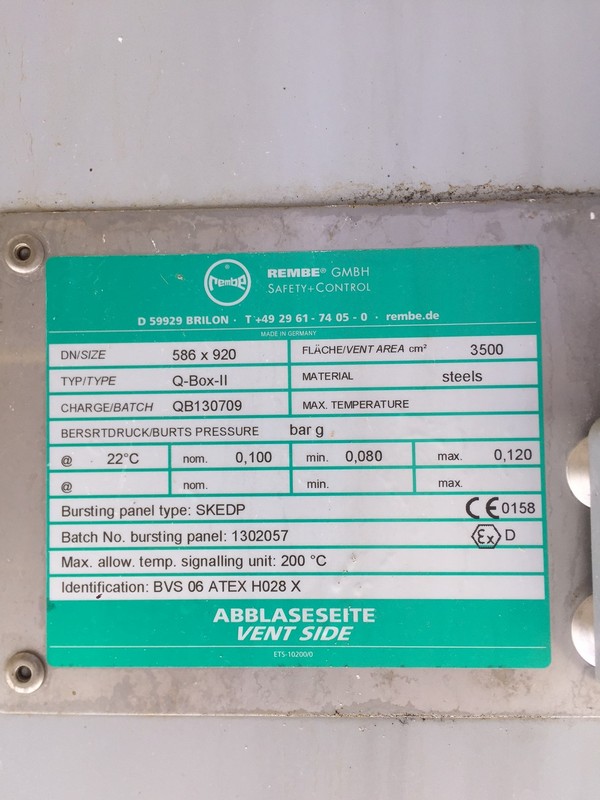 rembe®
REMBE® GMBH
SAFETY+CONTROL
D 59929 BRILON · T +49 29 61 - 74 05 - 0 · rembe.de
MADE IN GERMANY
DN/SIZE 586 x 920 FLÄCHE/VENT AREA cm² 3500
TYP/TYPE Q-Box-II MATERIAL steels
CHARGE/BATCH QB130709 MAX. TEMPERATURE
BERSRTDRUCK/BURTS PRESSURE bar g
@ 22°C nom. 0,100 min. 0,080 max. 0,120
@ nom. min. max.
Bursting panel type: SKEDP CE 0158
Batch No. bursting panel: 1302057 Ex D
Max. allow. temp. signalling unit: 200 °C
Identification: BVS 06 ATEX H028 X
ABBLASESEITE
VENT SIDE
ETS-10200/0